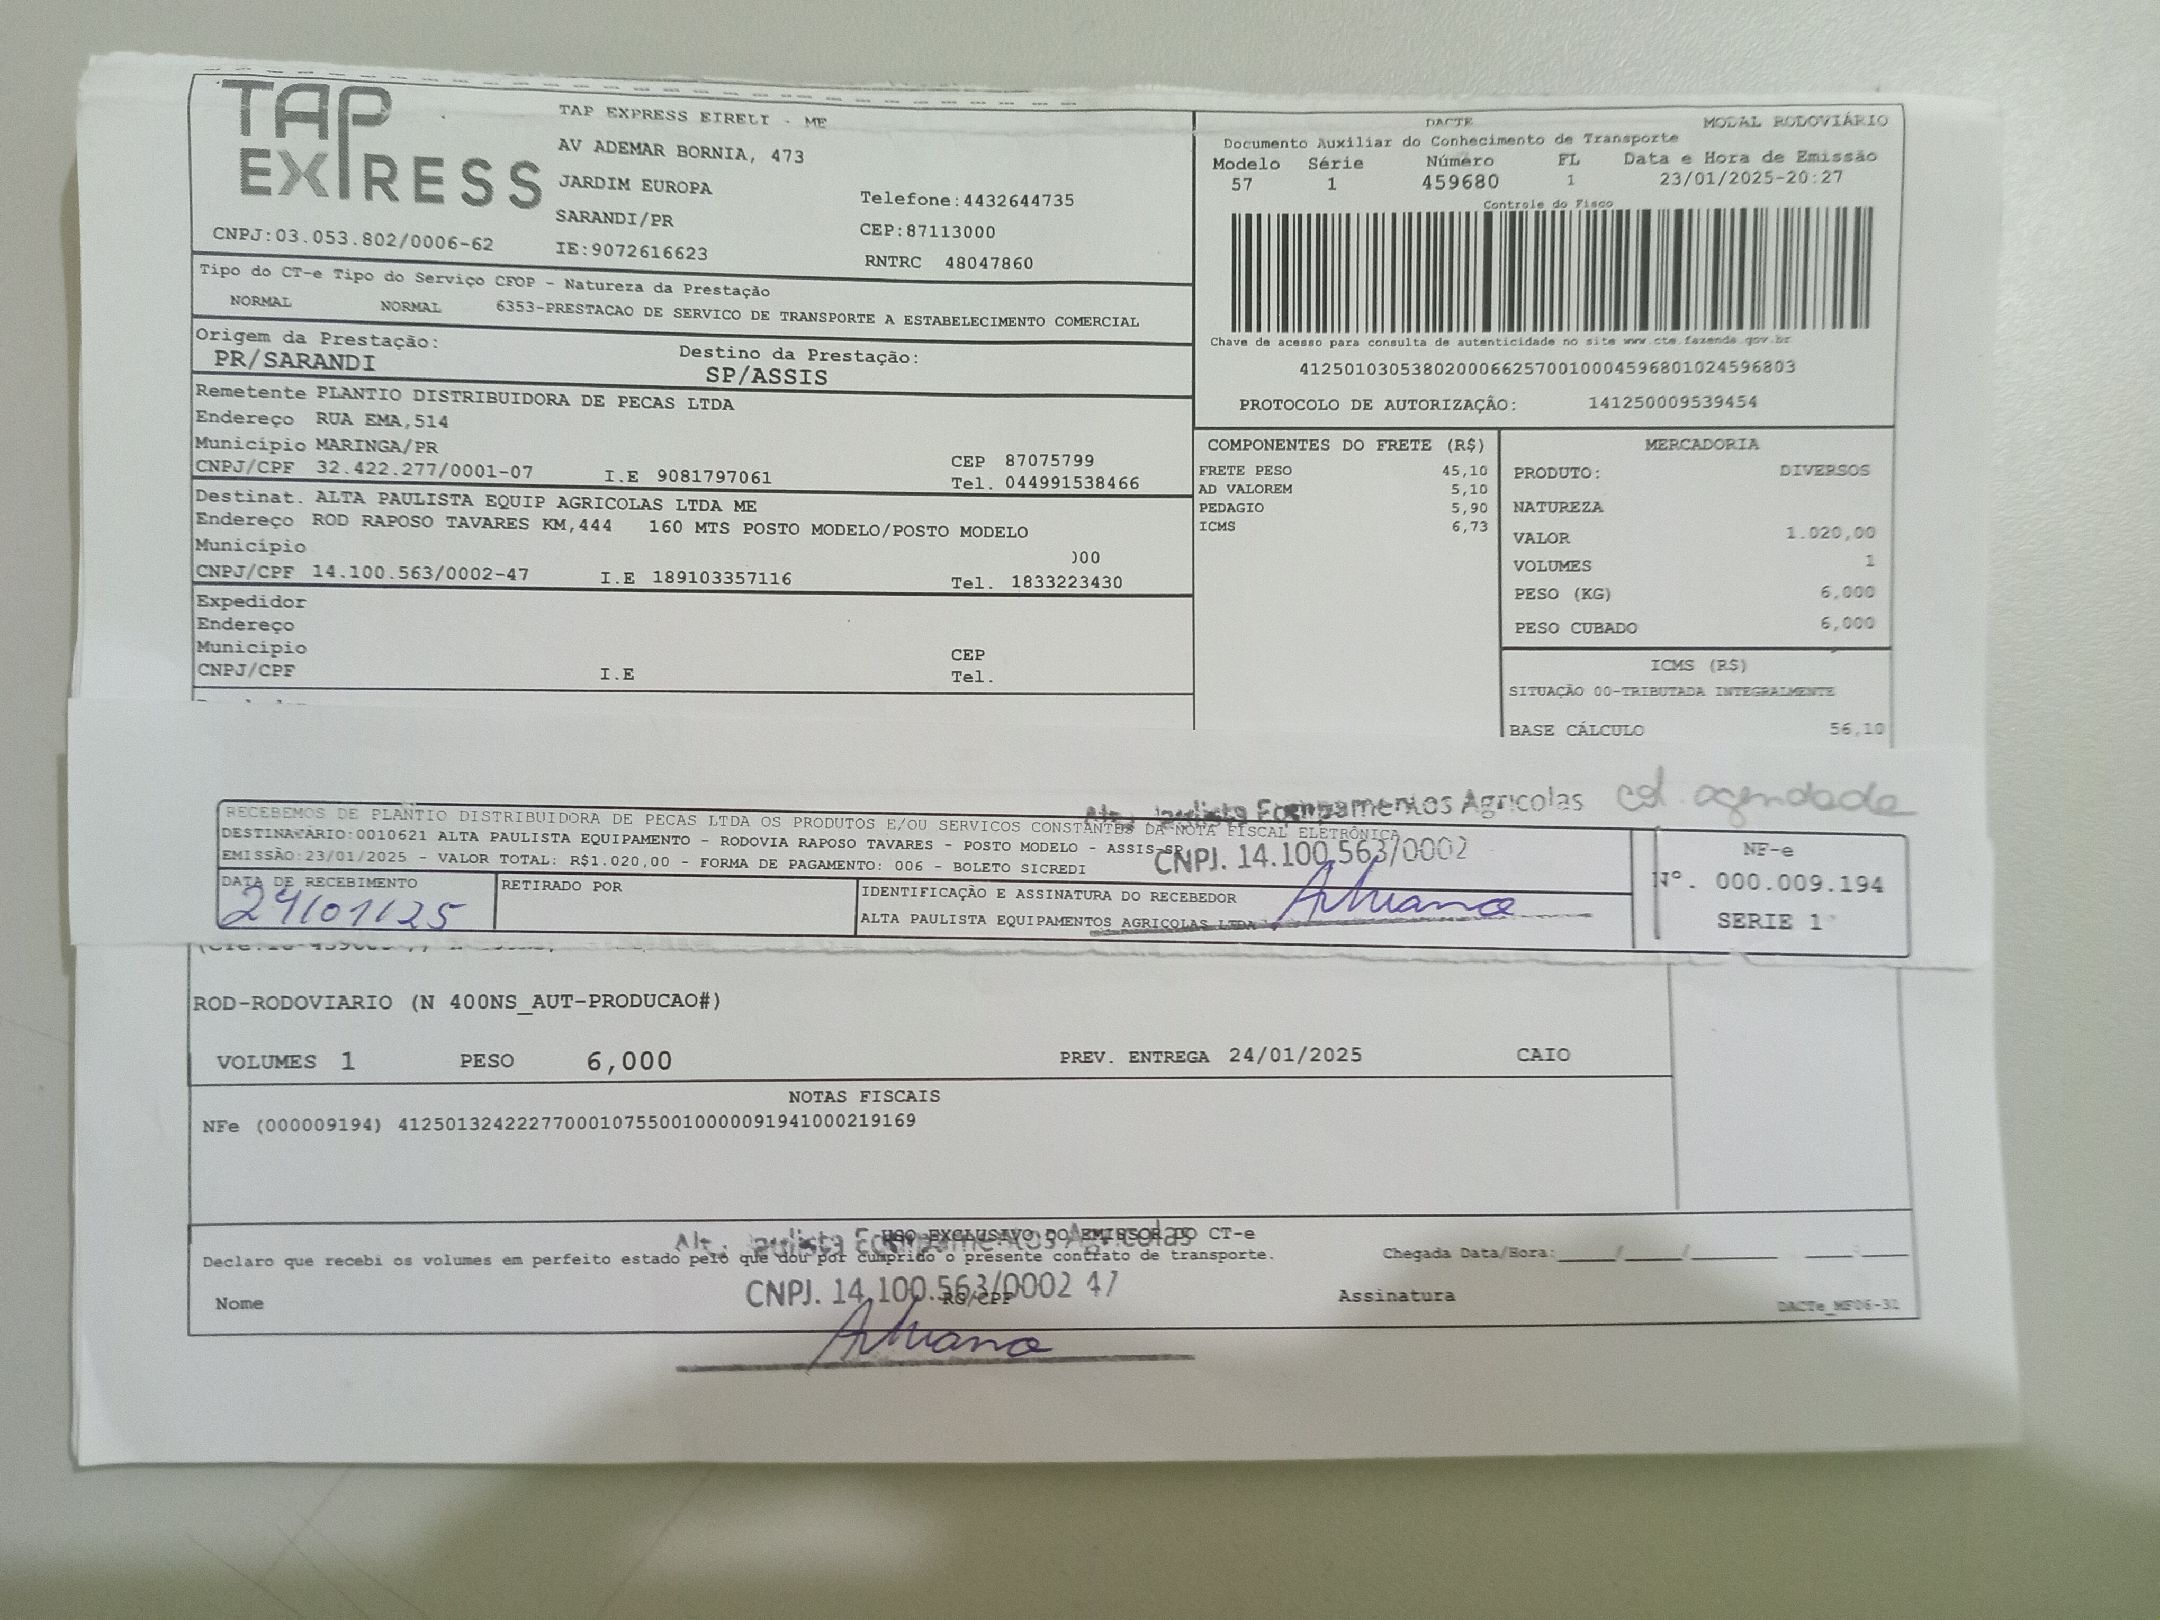 TAP EXPRESS
TAP EXPRESS EIRELI - ME
AV ADEMAR BORNIA, 473
JARDIM EUROPA
SARANDI/PR
IE:9072616623
Telefone:4432644735
CEP:87113000
RNTRC 48047860
CNPJ:03.053.802/0006-62
DACTE MODAL RODOVIÁRIO
Documento Auxiliar do Conhecimento de Transporte
Modelo Série Número FL Data e Hora de Emissão
57 1 459680 1 23/01/2025-20:27
Controle do Fisco
Chave de acesso para consulta de autenticidade no site www.cte.fazenda.gov.br
41250103053802000662570010004596801024596803
PROTOCOLO DE AUTORIZAÇÃO: 141250009539454
Tipo do CT-e Tipo do Serviço CFOP - Natureza da Prestação
NORMAL NORMAL 6353-PRESTACAO DE SERVICO DE TRANSPORTE A ESTABELECIMENTO COMERCIAL
Origem da Prestação: Destino da Prestação:
PR/SARANDI SP/ASSIS
Remetente PLANTIO DISTRIBUIDORA DE PECAS LTDA
Endereço RUA EMA,514
Município MARINGA/PR CEP 87075799
CNPJ/CPF 32.422.277/0001-07 I.E 9081797061 Tel. 044991538466
Destinat. ALTA PAULISTA EQUIP AGRICOLAS LTDA ME
Endereço ROD RAPOSO TAVARES KM,444 160 MTS POSTO MODELO/POSTO MODELO
Município )00
CNPJ/CPF 14.100.563/0002-47 I.E 189103357116 Tel. 1833223430
Expedidor
Endereço
Município CEP
CNPJ/CPF I.E Tel.
COMPONENTES DO FRETE (R$)
FRETE PESO 45,10
AD VALOREM 5,10
PEDAGIO 5,90
ICMS 6,73
MERCADORIA
PRODUTO: DIVERSOS
NATUREZA
VALOR 1.020,00
VOLUMES 1
PESO (KG) 6,000
PESO CUBADO 6,000
ICMS (R$)
SITUAÇÃO 00-TRIBUTADA INTEGRALMENTE
BASE CÁLCULO 56,10
Paulista Equipamentos Agricolas
agendada
CNPJ. 14.100.563/0002
RECEBEMOS DE PLANTIO DISTRIBUIDORA DE PECAS LTDA OS PRODUTOS E/OU SERVICOS CONSTANTES DA NOTA FISCAL ELETRÔNICA
DESTINATÁRIO:0010621 ALTA PAULISTA EQUIPAMENTO - RODOVIA RAPOSO TAVARES - POSTO MODELO - ASSIS-SP
EMISSÃO:23/01/2025 - VALOR TOTAL: R$1.020,00 - FORMA DE PAGAMENTO: 006 - BOLETO SICREDI
DATA DE RECEBIMENTO RETIRADO POR IDENTIFICAÇÃO E ASSINATURA DO RECEBEDOR
24/01/25 ALTA PAULISTA EQUIPAMENTOS AGRICOLAS LTDA Adriana
NF-e
Nº. 000.009.194
SERIE 1
ROD-RODOVIARIO (N 400NS_AUT-PRODUCAO#)
VOLUMES 1 PESO 6,000 PREV. ENTREGA 24/01/2025 CAIO
NOTAS FISCAIS
NFe (000009194) 41250132422277000107550010000091941000219169
USO EXCLUSIVO DO EMISSOR DO CT-e
Paulista Equipamentos Agricolas
Declaro que recebi os volumes em perfeito estado pelo que dou por cumprido o presente contrato de transporte. Chegada Data/Hora:
CNPJ. 14.100.563/0002 47
Nome RG/CPF Assinatura DACTe_MF06-31
Adriana